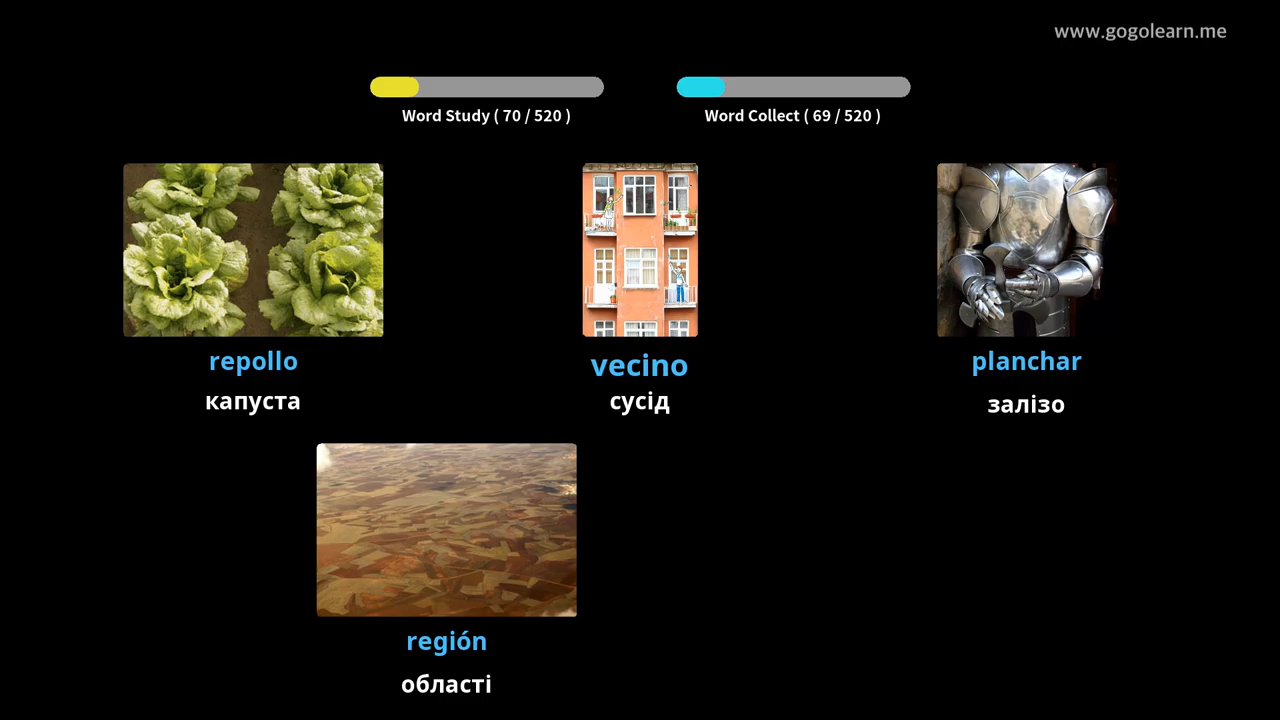 www.gogolearn.me
Word Study ( 70 / 520 )
Word Collect ( 69 / 520 )
repollo
vecino
planchar
капуста
сусід
залізо
región
області